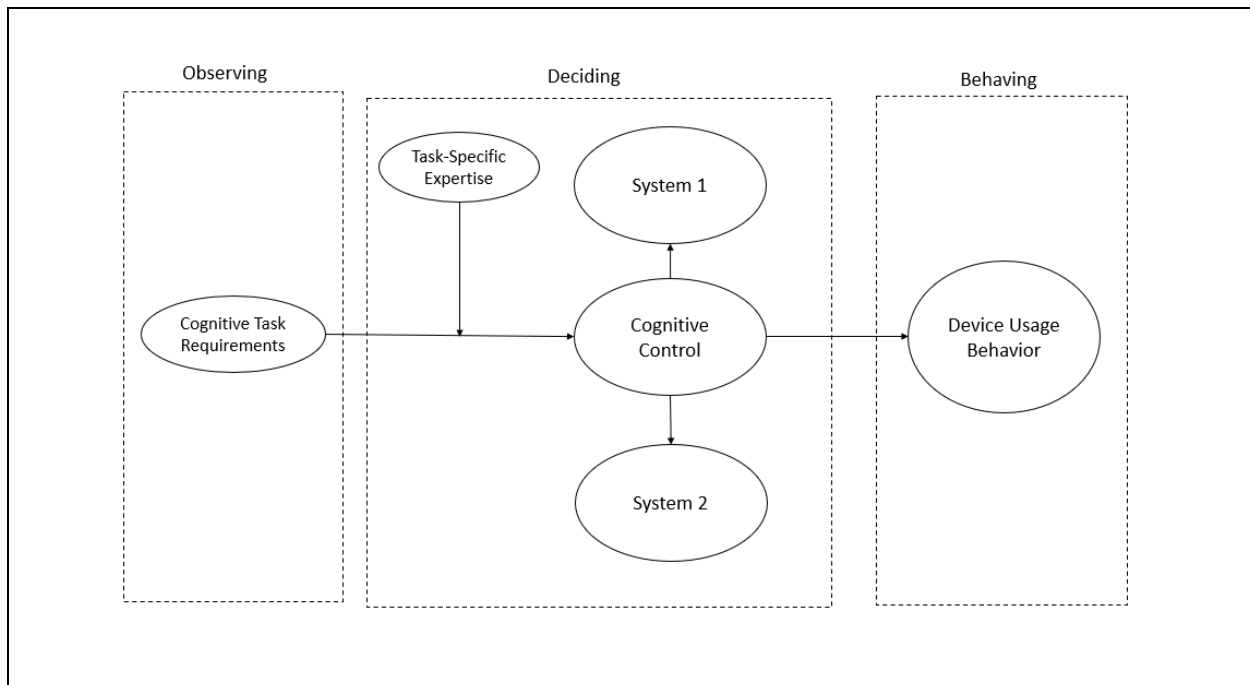 Observing
Deciding
Behaving
Task-Specific
Expertise
System 1
Cognitive Task
Requirements
Cognitive
Control
Device Usage
Behavior
System 2